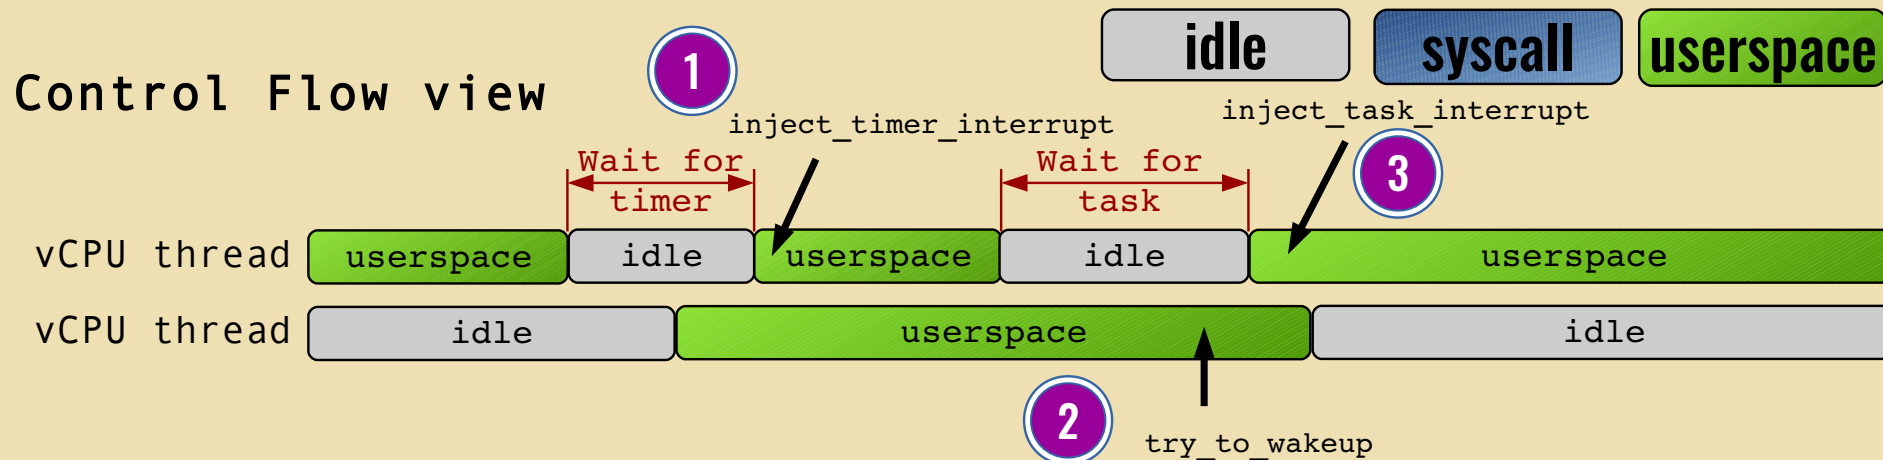 idle syscall userspace
Control Flow view
1
inject_timer_interrupt
inject_task_interrupt
Wait for
timer
Wait for
task
3
vCPU thread userspace idle userspace idle userspace
vCPU thread idle userspace idle
2
try_to_wakeup